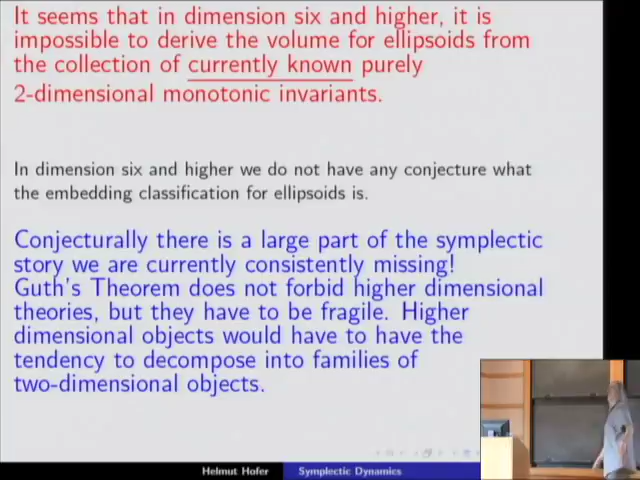 It seems that in dimension six and higher, it is
impossible to derive the volume for ellipsoids from
the collection of currently known purely
2-dimensional monotonic invariants.
In dimension six and higher we do not have any conjecture what
the embedding classification for ellipsoids is.
Conjecturally there is a large part of the symplectic
story we are currently consistently missing!
Guth's Theorem does not forbid higher dimensional
theories, but they have to be fragile. Higher
dimensional objects would have to have the
tendency to decompose into families of
two-dimensional objects.
Helmut Hofer Symplectic Dynamics